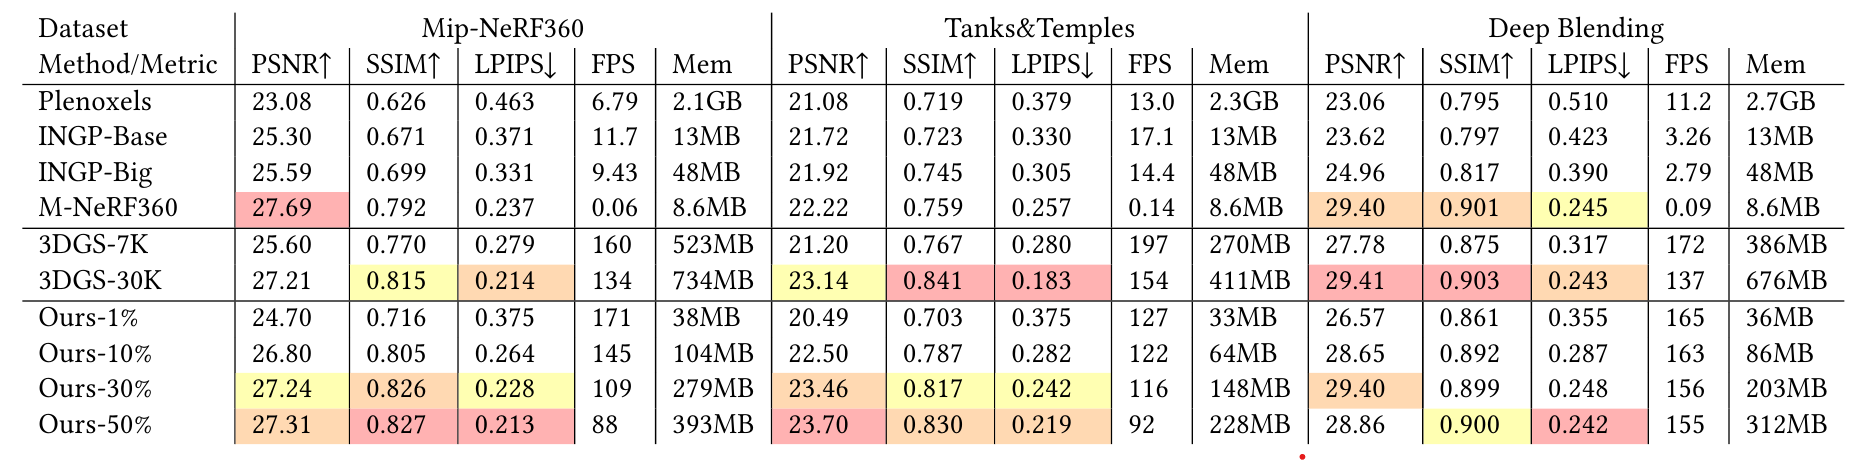 Dataset Mip-NeRF360 Tanks&Temples Deep Blending
Method/Metric PSNR↑ SSIM↑ LPIPS↓ FPS Mem PSNR↑ SSIM↑ LPIPS↓ FPS Mem PSNR↑ SSIM↑ LPIPS↓ FPS Mem
Plenoxels 23.08 0.626 0.463 6.79 2.1GB 21.08 0.719 0.379 13.0 2.3GB 23.06 0.795 0.510 11.2 2.7GB
INGP-Base 25.30 0.671 0.371 11.7 13MB 21.72 0.723 0.330 17.1 13MB 23.62 0.797 0.423 3.26 13MB
INGP-Big 25.59 0.699 0.331 9.43 48MB 21.92 0.745 0.305 14.4 48MB 24.96 0.817 0.390 2.79 48MB
M-NeRF360 27.69 0.792 0.237 0.06 8.6MB 22.22 0.759 0.257 0.14 8.6MB 29.40 0.901 0.245 0.09 8.6MB
3DGS-7K 25.60 0.770 0.279 160 523MB 21.20 0.767 0.280 197 270MB 27.78 0.875 0.317 172 386MB
3DGS-30K 27.21 0.815 0.214 134 734MB 23.14 0.841 0.183 154 411MB 29.41 0.903 0.243 137 676MB
Ours-1% 24.70 0.716 0.375 171 38MB 20.49 0.703 0.375 127 33MB 26.57 0.861 0.355 165 36MB
Ours-10% 26.80 0.805 0.264 145 104MB 22.50 0.787 0.282 122 64MB 28.65 0.892 0.287 163 86MB
Ours-30% 27.24 0.826 0.228 109 279MB 23.46 0.817 0.242 116 148MB 29.40 0.899 0.248 156 203MB
Ours-50% 27.31 0.827 0.213 88 393MB 23.70 0.830 0.219 92 228MB 28.86 0.900 0.242 155 312MB